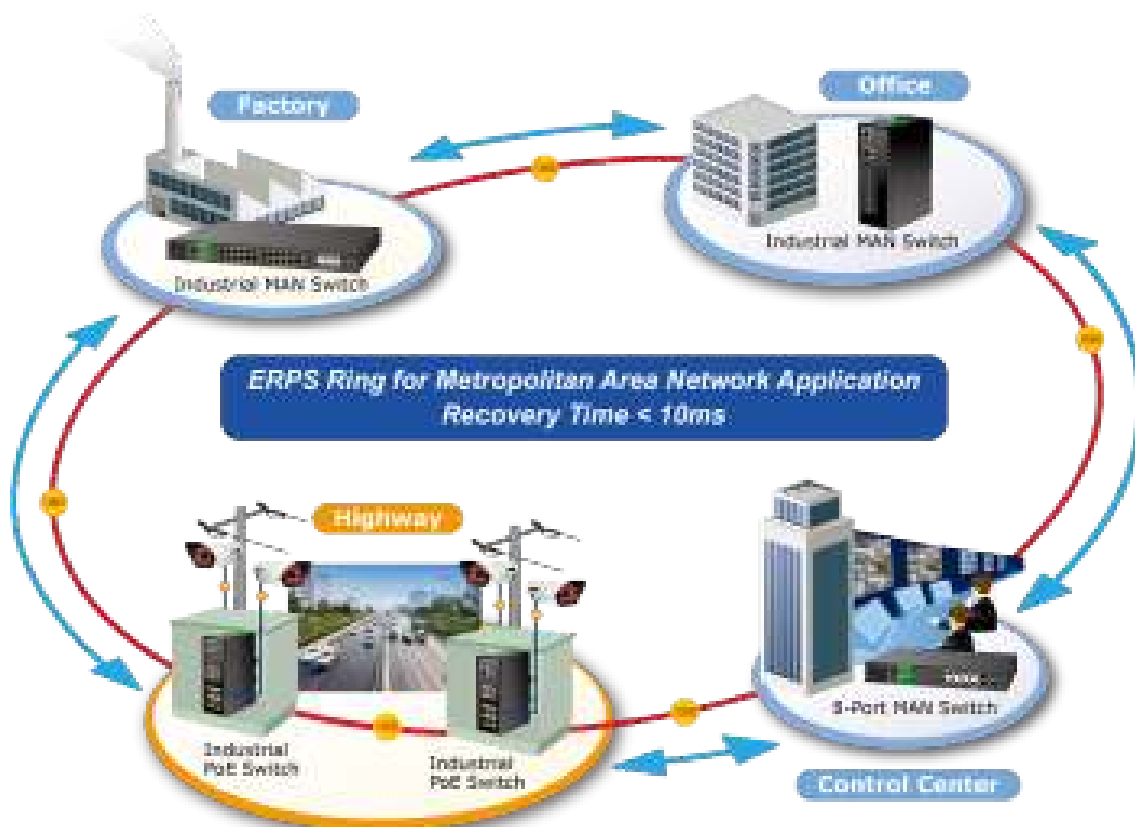 Factory
Office
Industrial MAN Switch
Industrial MAN Switch
ERPS Ring for Metropolitan Area Network Application
Recovery Time < 10ms
Highway
Industrial
PoE Switch
Industrial
PoE Switch
8-Port MAN Switch
Control Center